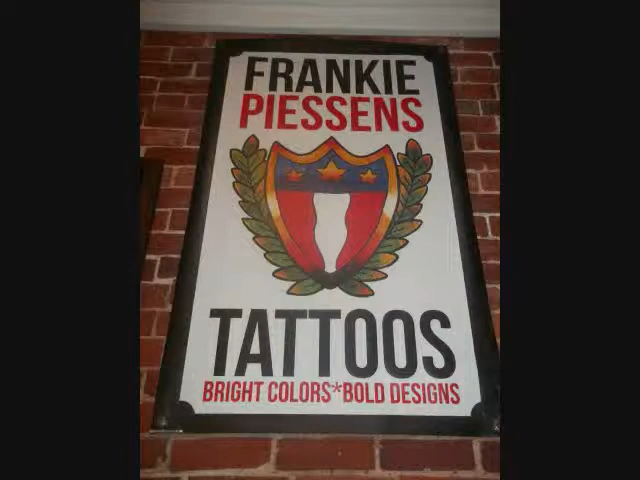 FRANKIE
PIESSENS
TATTOOS
BRIGHT COLORS*BOLD DESIGNS